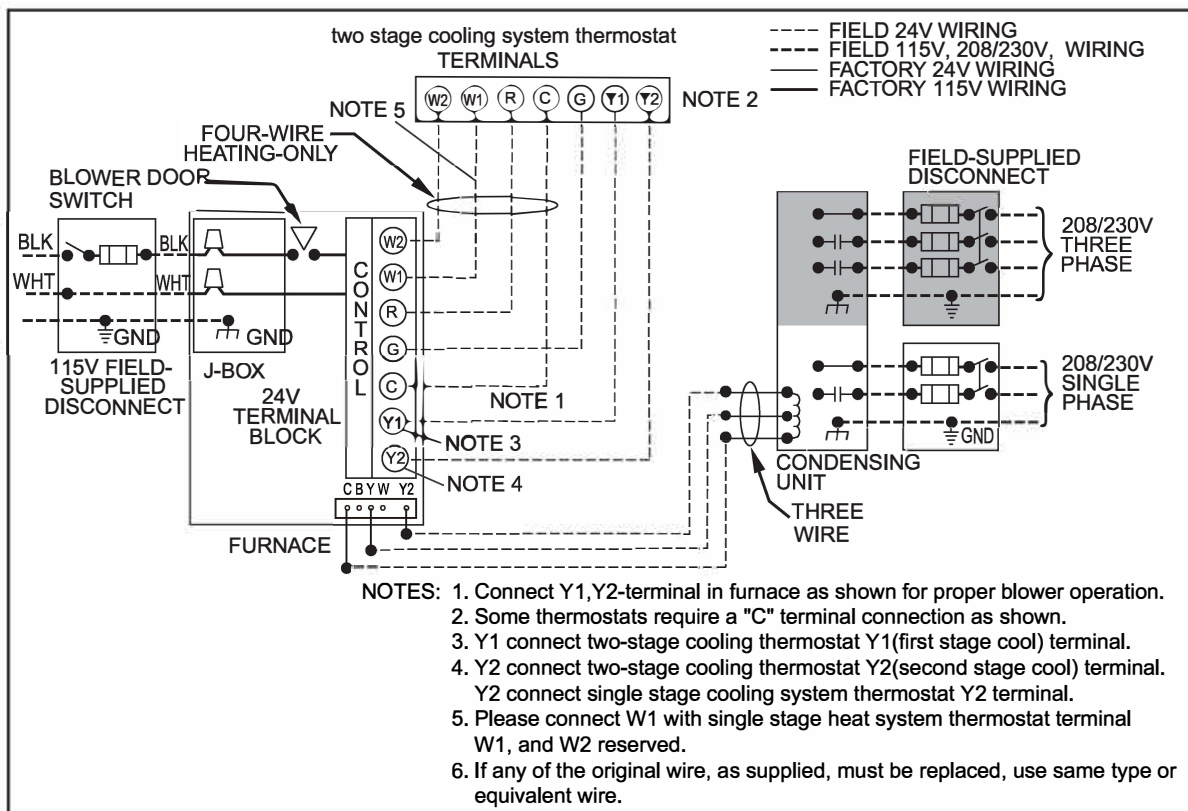 two stage cooling system thermostat
TERMINALS
W2 W1 R C G Y1 Y2
NOTE 2
FIELD 24V WIRING
FIELD 115V, 208/230V, WIRING
FACTORY 24V WIRING
FACTORY 115V WIRING
NOTE 5
FOUR-WIRE
HEATING-ONLY
BLOWER DOOR
SWITCH
BLK
BLK
WHT
WHT
GND
GND
115V FIELD-
SUPPLIED
DISCONNECT
J-BOX
24V
TERMINAL
BLOCK
CONTROL
W2
W1
R
G
C
Y1
Y2
NOTE 1
NOTE 3
NOTE 4
C B Y W Y2
FURNACE
FIELD-SUPPLIED
DISCONNECT
208/230V
THREE
PHASE
208/230V
SINGLE
PHASE
GND
CONDENSING
UNIT
THREE
WIRE
NOTES: 1. Connect Y1,Y2-terminal in furnace as shown for proper blower operation.
2. Some thermostats require a "C" terminal connection as shown.
3. Y1 connect two-stage cooling thermostat Y1(first stage cool) terminal.
4. Y2 connect two-stage cooling thermostat Y2(second stage cool) terminal.
Y2 connect single stage cooling system thermostat Y2 terminal.
5. Please connect W1 with single stage heat system thermostat terminal
W1, and W2 reserved.
6. If any of the original wire, as supplied, must be replaced, use same type or
equivalent wire.